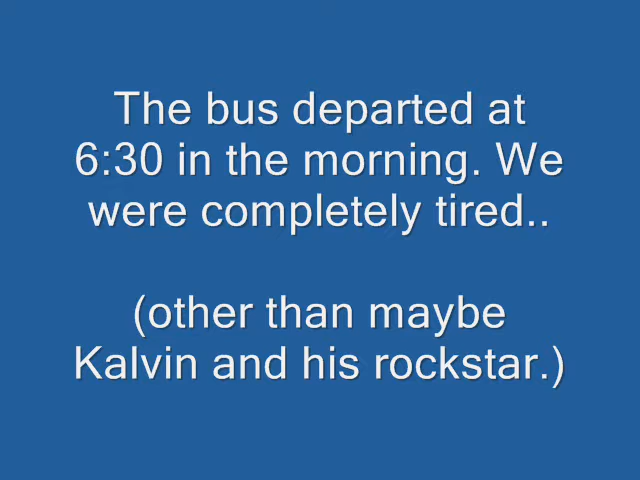 The bus departed at
6:30 in the morning. We
were completely tired..
(other than maybe
Kalvin and his rockstar.)